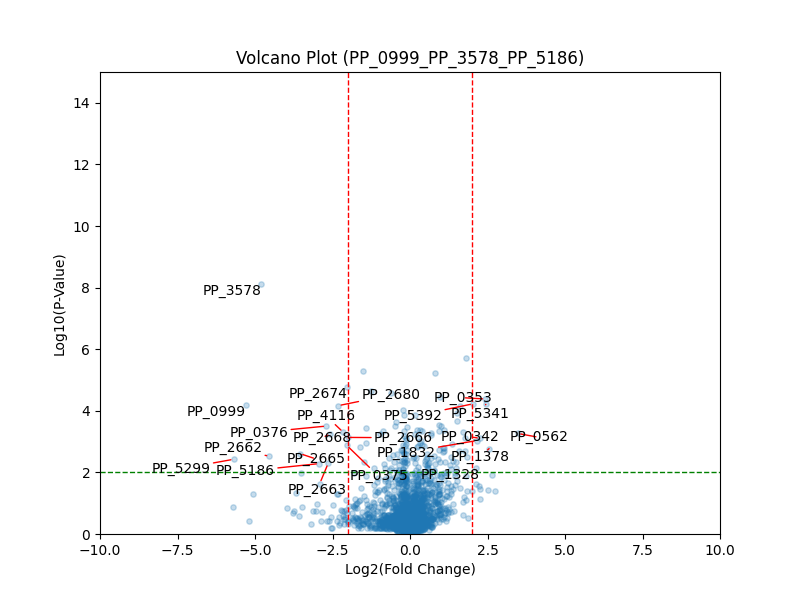 Volcano Plot (PP_0999_PP_3578_PP_5186)
14
12
10
8
6
4
2
0
Log10(P-Value)
PP_3578
PP_2674
PP_2680
PP_0353
PP_0999
PP_4116
PP_5392
PP_5341
PP_0376
PP_2668
PP_2666
PP_0342
PP_0562
PP_2662
PP_2665
PP_1832
PP_1378
PP_5299
PP_5186
PP_0375
PP_1328
PP_2663
−10.0
−7.5
−5.0
−2.5
0.0
2.5
5.0
7.5
10.0
Log2(Fold Change)